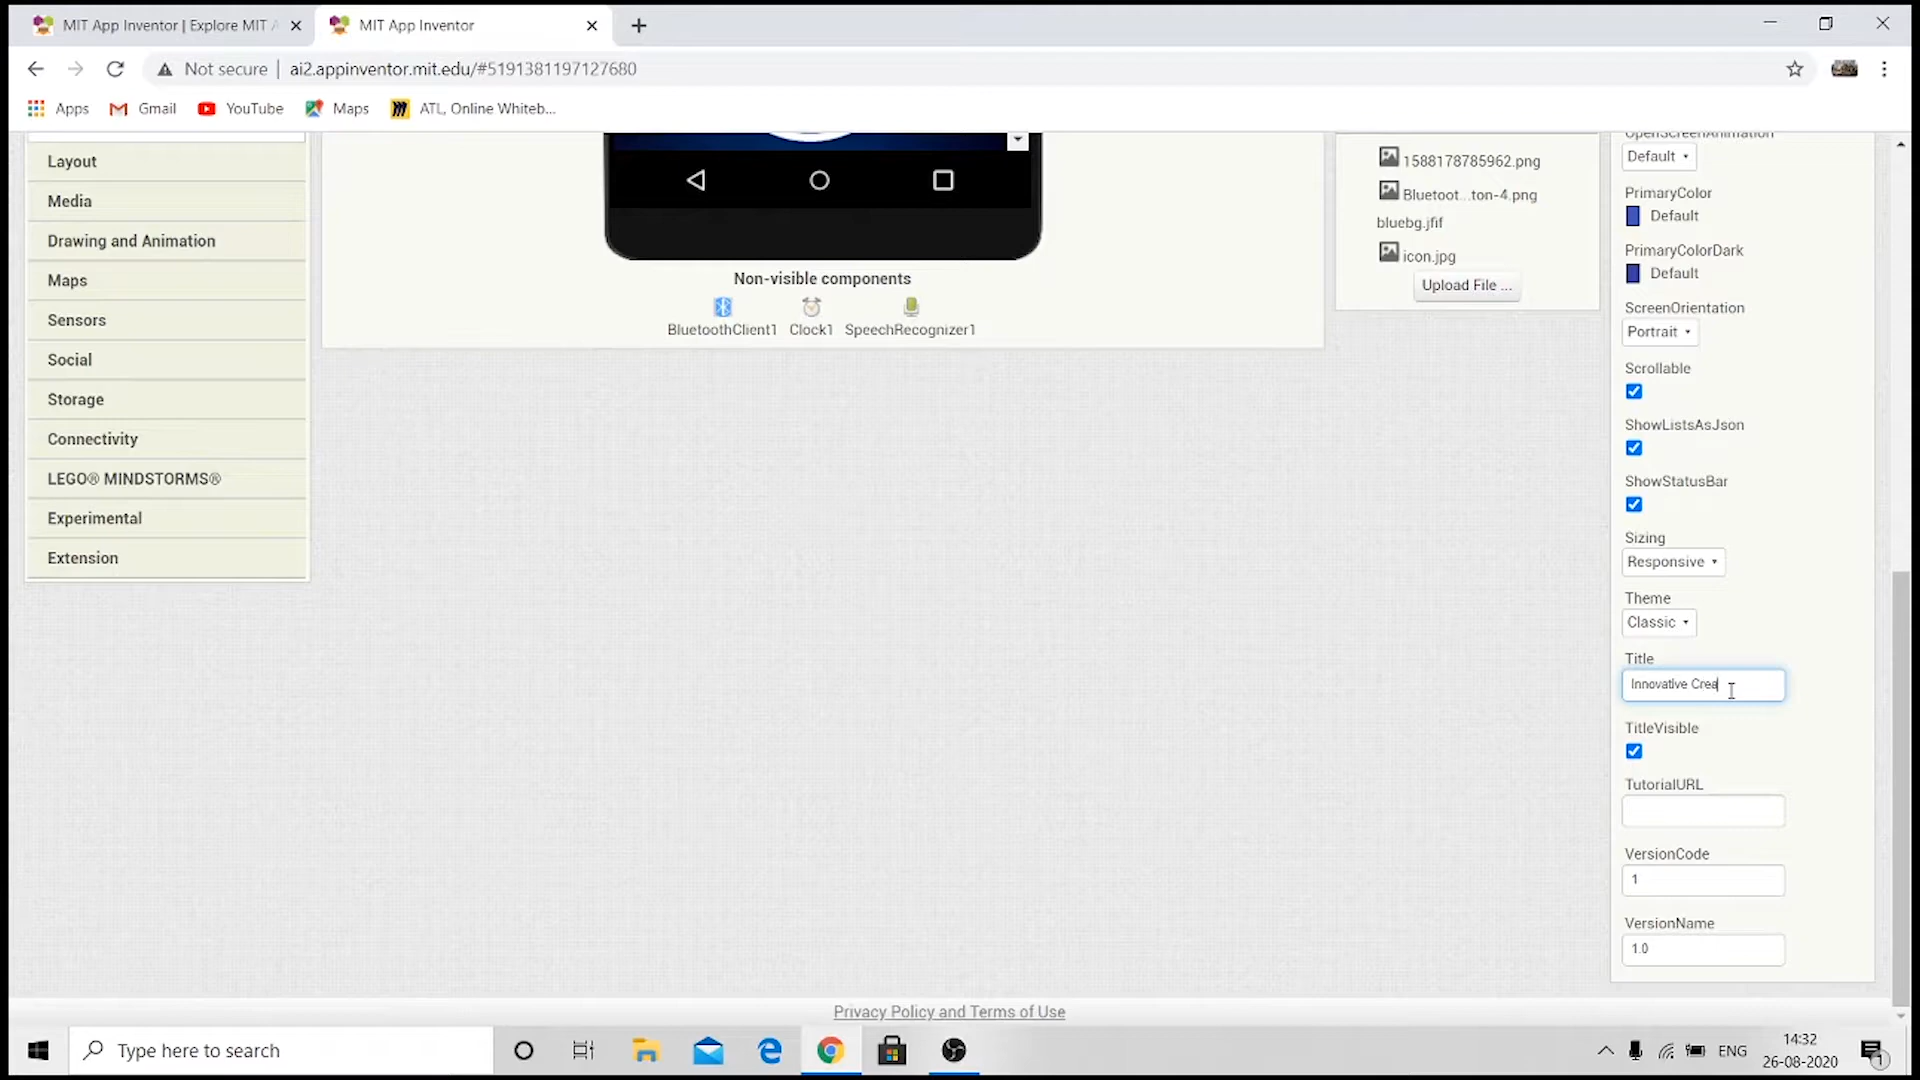 MIT App Inventor | Explore MIT A
MIT App Inventor
Not secure | ai2.appinventor.mit.edu/#5191381197127680
Apps Gmail YouTube Maps ATL, Online Whiteb...
Layout
Media
Drawing and Animation
Maps
Sensors
Social
Storage
Connectivity
LEGO® MINDSTORMS®
Experimental
Extension
Non-visible components
BluetoothClient1 Clock1 SpeechRecognizer1
1588178785962.png
Bluetoot...ton-4.png
bluebg.jfif
icon.jpg
Upload File ...
OpenScreenAnimation
Default
PrimaryColor
Default
PrimaryColorDark
Default
ScreenOrientation
Portrait
Scrollable
ShowListsAsJson
ShowStatusBar
Sizing
Responsive
Theme
Classic
Title
Innovative Crea
TitleVisible
TutorialURL
VersionCode
1
VersionName
1.0
Privacy Policy and Terms of Use
Type here to search
ENG
14:32
26-08-2020
1